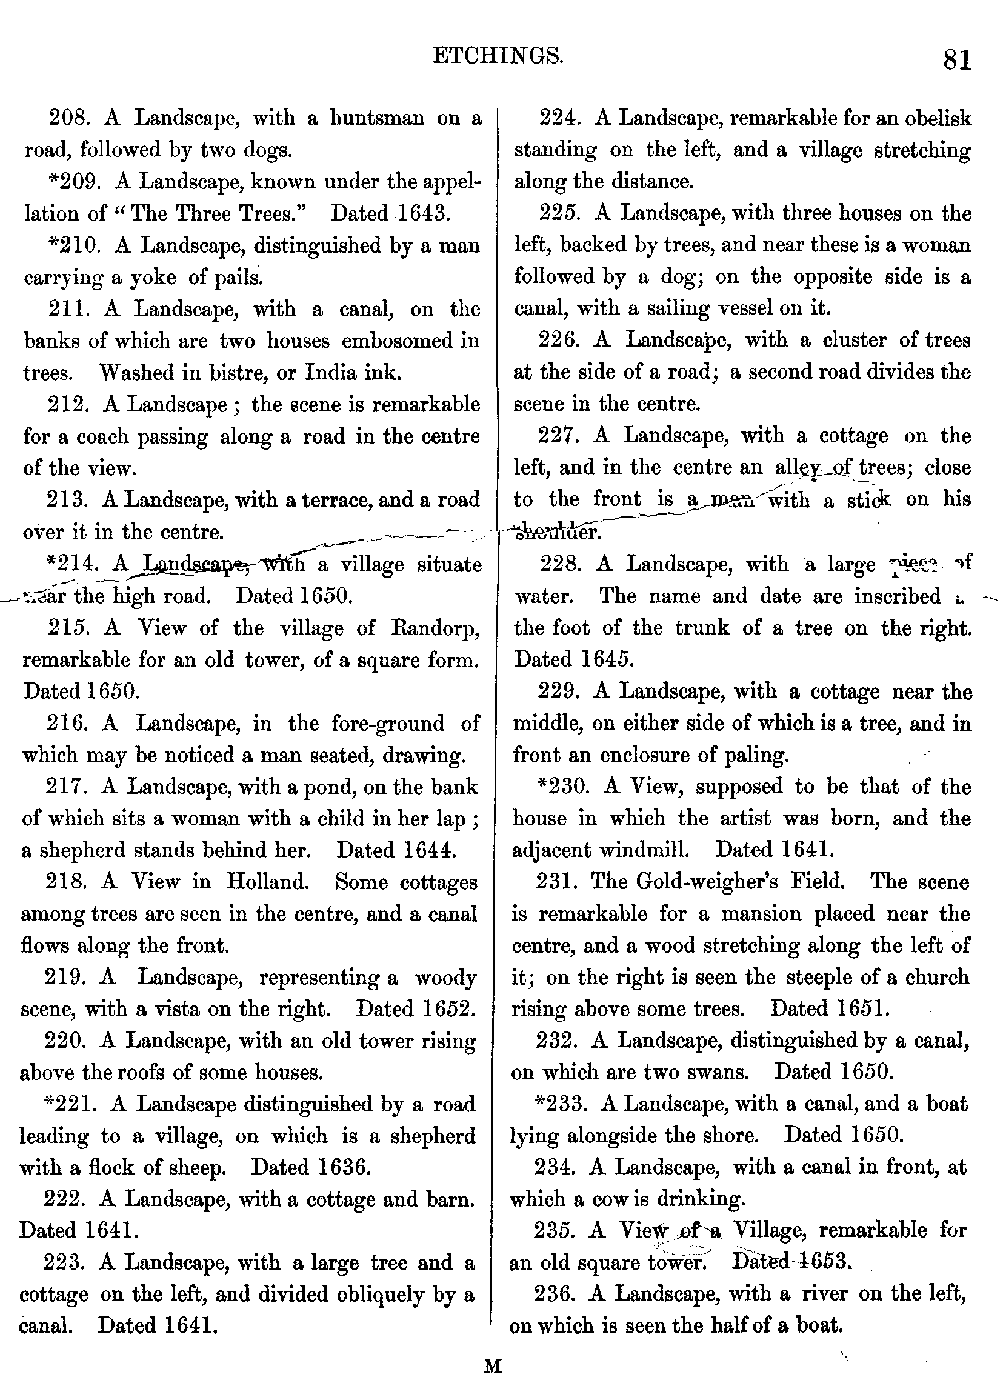 ETCHINGS.
81
208. A Landscape, with a huntsman on a
road, followed by two dogs.
*209. A Landscape, known under the appel-
lation of “The Three Trees.” Dated 1643.
*210. A Landscape, distinguished by a man
carrying a yoke of pails.
211. A Landscape, with a canal, on the
banks of which are two houses embosomed in
trees. Washed in bistre, or India ink.
212. A Landscape; the scene is remarkable
for a coach passing along a road in the centre
of the view.
213. A Landscape, with a terrace, and a road
over it in the centre.
*214. A Landscape, with a village situate
near the high road. Dated 1650.
215. A View of the village of Randorp,
remarkable for an old tower, of a square form.
Dated 1650.
216. A Landscape, in the fore-ground of
which may be noticed a man seated, drawing.
217. A Landscape, with a pond, on the bank
of which sits a woman with a child in her lap;
a shepherd stands behind her. Dated 1644.
218. A View in Holland. Some cottages
among trees are seen in the centre, and a canal
flows along the front.
219. A Landscape, representing a woody
scene, with a vista on the right. Dated 1652.
220. A Landscape, with an old tower rising
above the roofs of some houses.
*221. A Landscape distinguished by a road
leading to a village, on which is a shepherd
with a flock of sheep. Dated 1636.
222. A Landscape, with a cottage and barn.
Dated 1641.
223. A Landscape, with a large tree and a
cottage on the left, and divided obliquely by a
canal. Dated 1641.
224. A Landscape, remarkable for an obelisk
standing on the left, and a village stretching
along the distance.
225. A Landscape, with three houses on the
left, backed by trees, and near these is a woman
followed by a dog; on the opposite side is a
canal, with a sailing vessel on it.
226. A Landscape, with a cluster of trees
at the side of a road; a second road divides the
scene in the centre.
227. A Landscape, with a cottage on the
left, and in the centre an alley of trees; close
to the front is a man with a stick on his
shoulder.
228. A Landscape, with a large piece of
water. The name and date are inscribed
the foot of the trunk of a tree on the right.
Dated 1645.
229. A Landscape, with a cottage near the
middle, on either side of which is a tree, and in
front an enclosure of paling.
*230. A View, supposed to be that of the
house in which the artist was born, and the
adjacent windmill. Dated 1641.
231. The Gold-weigher’s Field. The scene
is remarkable for a mansion placed near the
centre, and a wood stretching along the left of
it; on the right is seen the steeple of a church
rising above some trees. Dated 1651.
232. A Landscape, distinguished by a canal,
on which are two swans. Dated 1650.
*233. A Landscape, with a canal, and a boat
lying alongside the shore. Dated 1650.
234. A Landscape, with a canal in front, at
which a cow is drinking.
235. A View of a Village, remarkable for
an old square tower. Dated 1653.
236. A Landscape, with a river on the left,
on which is seen the half of a boat.
M